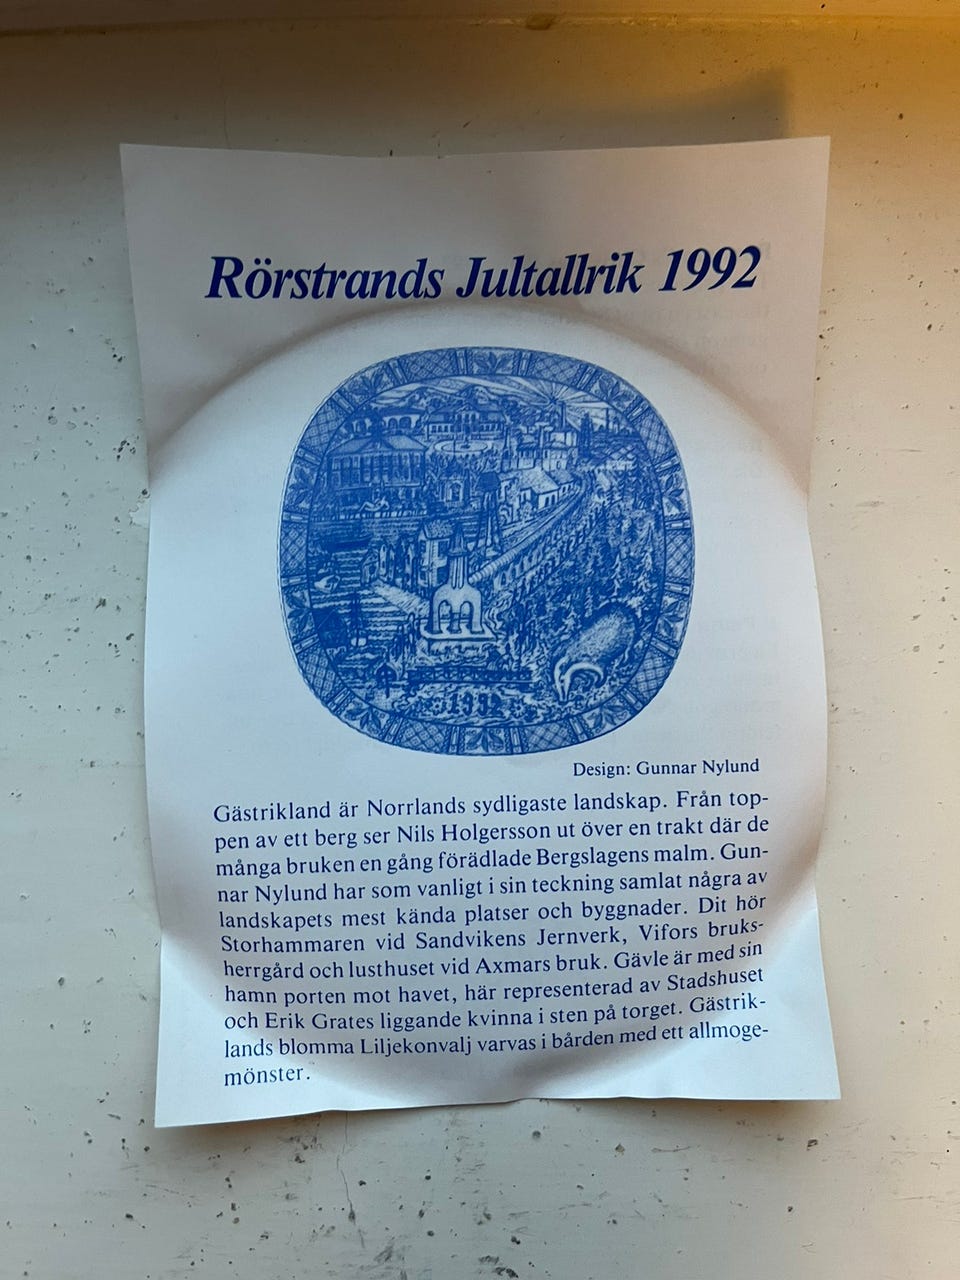 Rörstrands Jultallrik 1992
1992
Design: Gunnar Nylund
Gästrikland är Norrlands sydligaste landskap. Från top-
pen av ett berg ser Nils Holgersson ut över en trakt där de
många bruken en gång förädlade Bergslagens malm. Gun-
nar Nylund har som vanligt i sin teckning samlat några av
landskapets mest kända platser och byggnader. Dit hör
Storhammaren vid Sandvikens Jernverk, Vifors bruks-
herrgård och lusthuset vid Axmars bruk. Gävle är med sin
hamn porten mot havet, här representerad av Stadshuset
och Erik Grates liggande kvinna i sten på torget. Gästrik-
lands blomma Liljekonvalj varvas i bården med ett allmoge-
mönster.